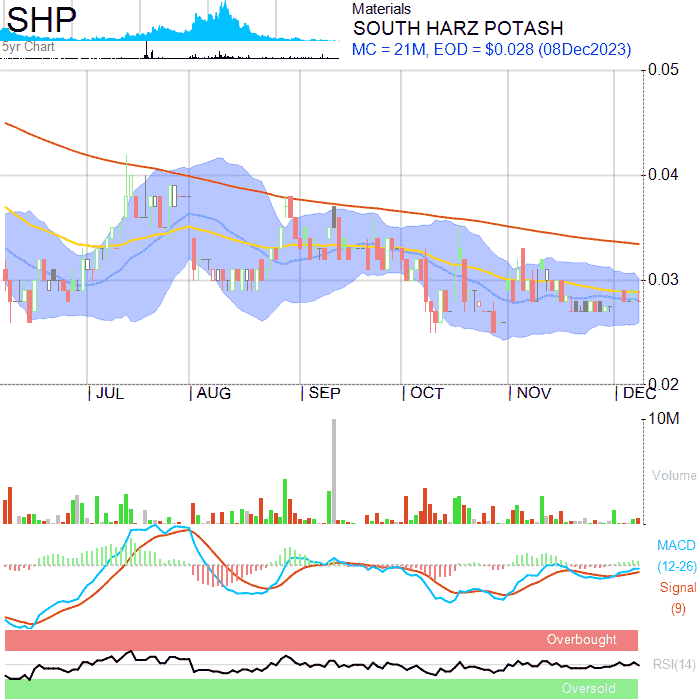 SHP
Materials
SOUTH HARZ POTASH
5yr Chart
MC = 21M, EOD = $0.028 (08Dec2023)
0.05
0.04
0.03
0.02
JUL AUG SEP OCT NOV DEC
10M
Volume
MACD
(12-26)
Signal
(9)
Overbought
RSI(14)
Oversold